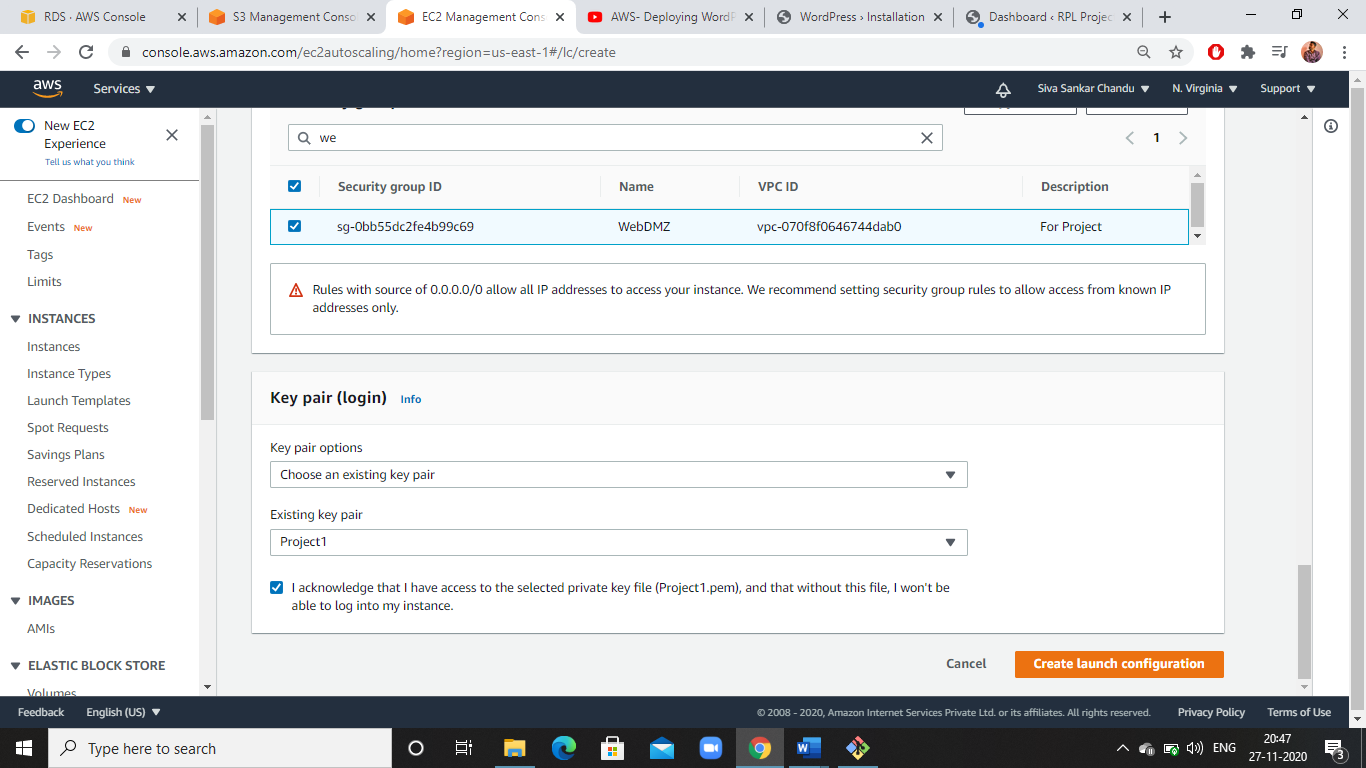 RDS · AWS Console
S3 Management Conso
EC2 Management Cons
AWS- Deploying WordP
WordPress › Installation
Dashboard ‹ RPL Projec
console.aws.amazon.com/ec2autoscaling/home?region=us-east-1#/lc/create
aws
Services
Siva Sankar Chandu
N. Virginia
Support
New EC2
Experience
Tell us what you think
EC2 Dashboard New
Events New
Tags
Limits
INSTANCES
Instances
Instance Types
Launch Templates
Spot Requests
Savings Plans
Reserved Instances
Dedicated Hosts New
Scheduled Instances
Capacity Reservations
IMAGES
AMIs
ELASTIC BLOCK STORE
Volumes
we
1
Security group ID Name VPC ID Description
sg-0bb55dc2fe4b99c69 WebDMZ vpc-070f8f0646744dab0 For Project
Rules with source of 0.0.0.0/0 allow all IP addresses to access your instance. We recommend setting security group rules to allow access from known IP
addresses only.
Key pair (login) Info
Key pair options
Choose an existing key pair
Existing key pair
Project1
I acknowledge that I have access to the selected private key file (Project1.pem), and that without this file, I won't be
able to log into my instance.
Cancel Create launch configuration
Feedback English (US) © 2008 - 2020, Amazon Internet Services Private Ltd. or its affiliates. All rights reserved. Privacy Policy Terms of Use
Type here to search
ENG
20:47
27-11-2020
3